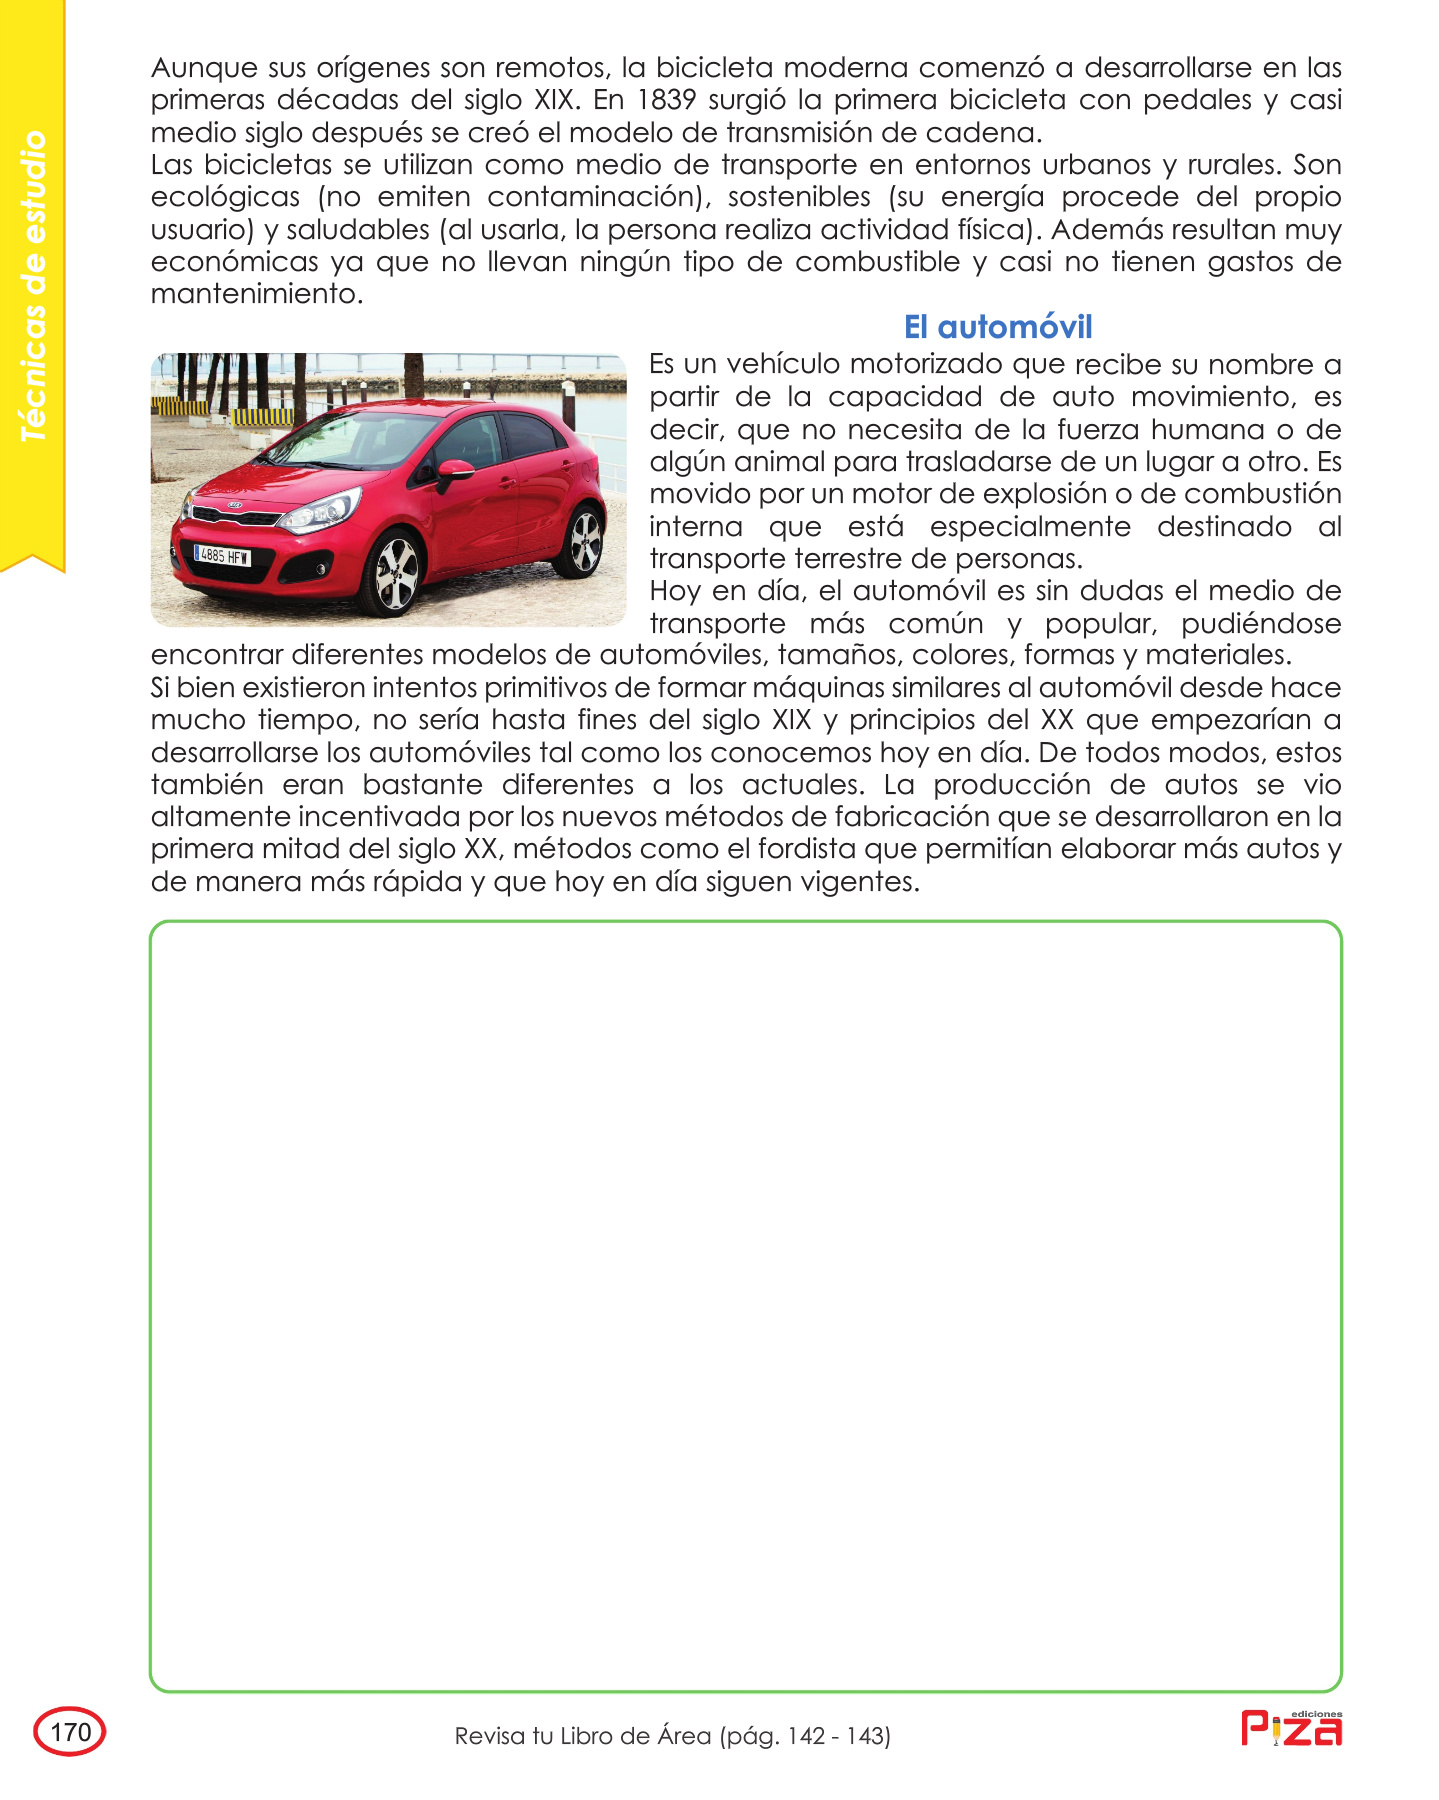 Técnicas de estudio
Aunque sus orígenes son remotos, la bicicleta moderna comenzó a desarrollarse en las
primeras décadas del siglo XIX. En 1839 surgió la primera bicicleta con pedales y casi
medio siglo después se creó el modelo de transmisión de cadena.
Las bicicletas se utilizan como medio de transporte en entornos urbanos y rurales. Son
ecológicas (no emiten contaminación), sostenibles (su energía procede del propio
usuario) y saludables (al usarla, la persona realiza actividad física). Además resultan muy
económicas ya que no llevan ningún tipo de combustible y casi no tienen gastos de
mantenimiento.
El automóvil
Es un vehículo motorizado que recibe su nombre a
partir de la capacidad de auto movimiento, es
decir, que no necesita de la fuerza humana o de
algún animal para trasladarse de un lugar a otro. Es
movido por un motor de explosión o de combustión
interna que está especialmente destinado al
transporte terrestre de personas.
Hoy en día, el automóvil es sin dudas el medio de
transporte más común y popular, pudiéndose
encontrar diferentes modelos de automóviles, tamaños, colores, formas y materiales.
Si bien existieron intentos primitivos de formar máquinas similares al automóvil desde hace
mucho tiempo, no sería hasta fines del siglo XIX y principios del XX que empezarían a
desarrollarse los automóviles tal como los conocemos hoy en día. De todos modos, estos
también eran bastante diferentes a los actuales. La producción de autos se vio
altamente incentivada por los nuevos métodos de fabricación que se desarrollaron en la
primera mitad del siglo XX, métodos como el fordista que permitían elaborar más autos y
de manera más rápida y que hoy en día siguen vigentes.
KIA
4885 HFW
170
Revisa tu Libro de Área (pág. 142 - 143)
ediciones
Piza